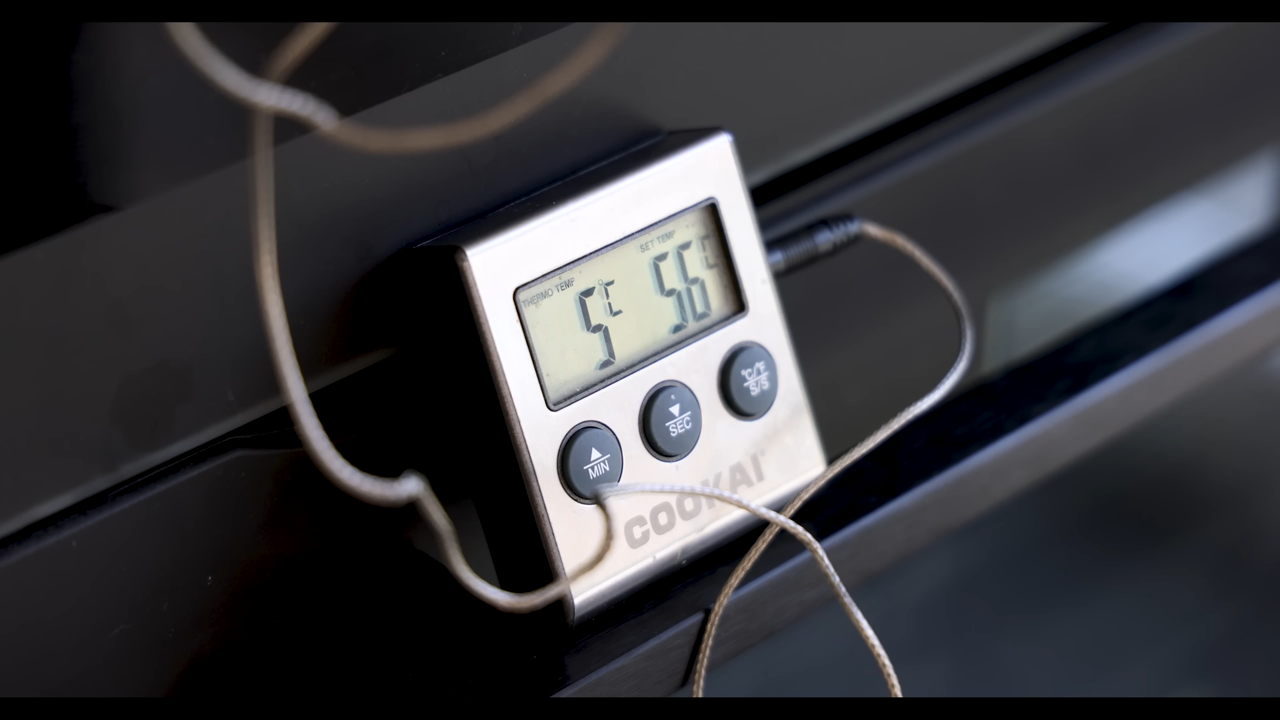 THERMO TEMP SET TEMP
5°C 56°C
▲ MIN
▼ SEC
°C/°F
S/S
COOKAI